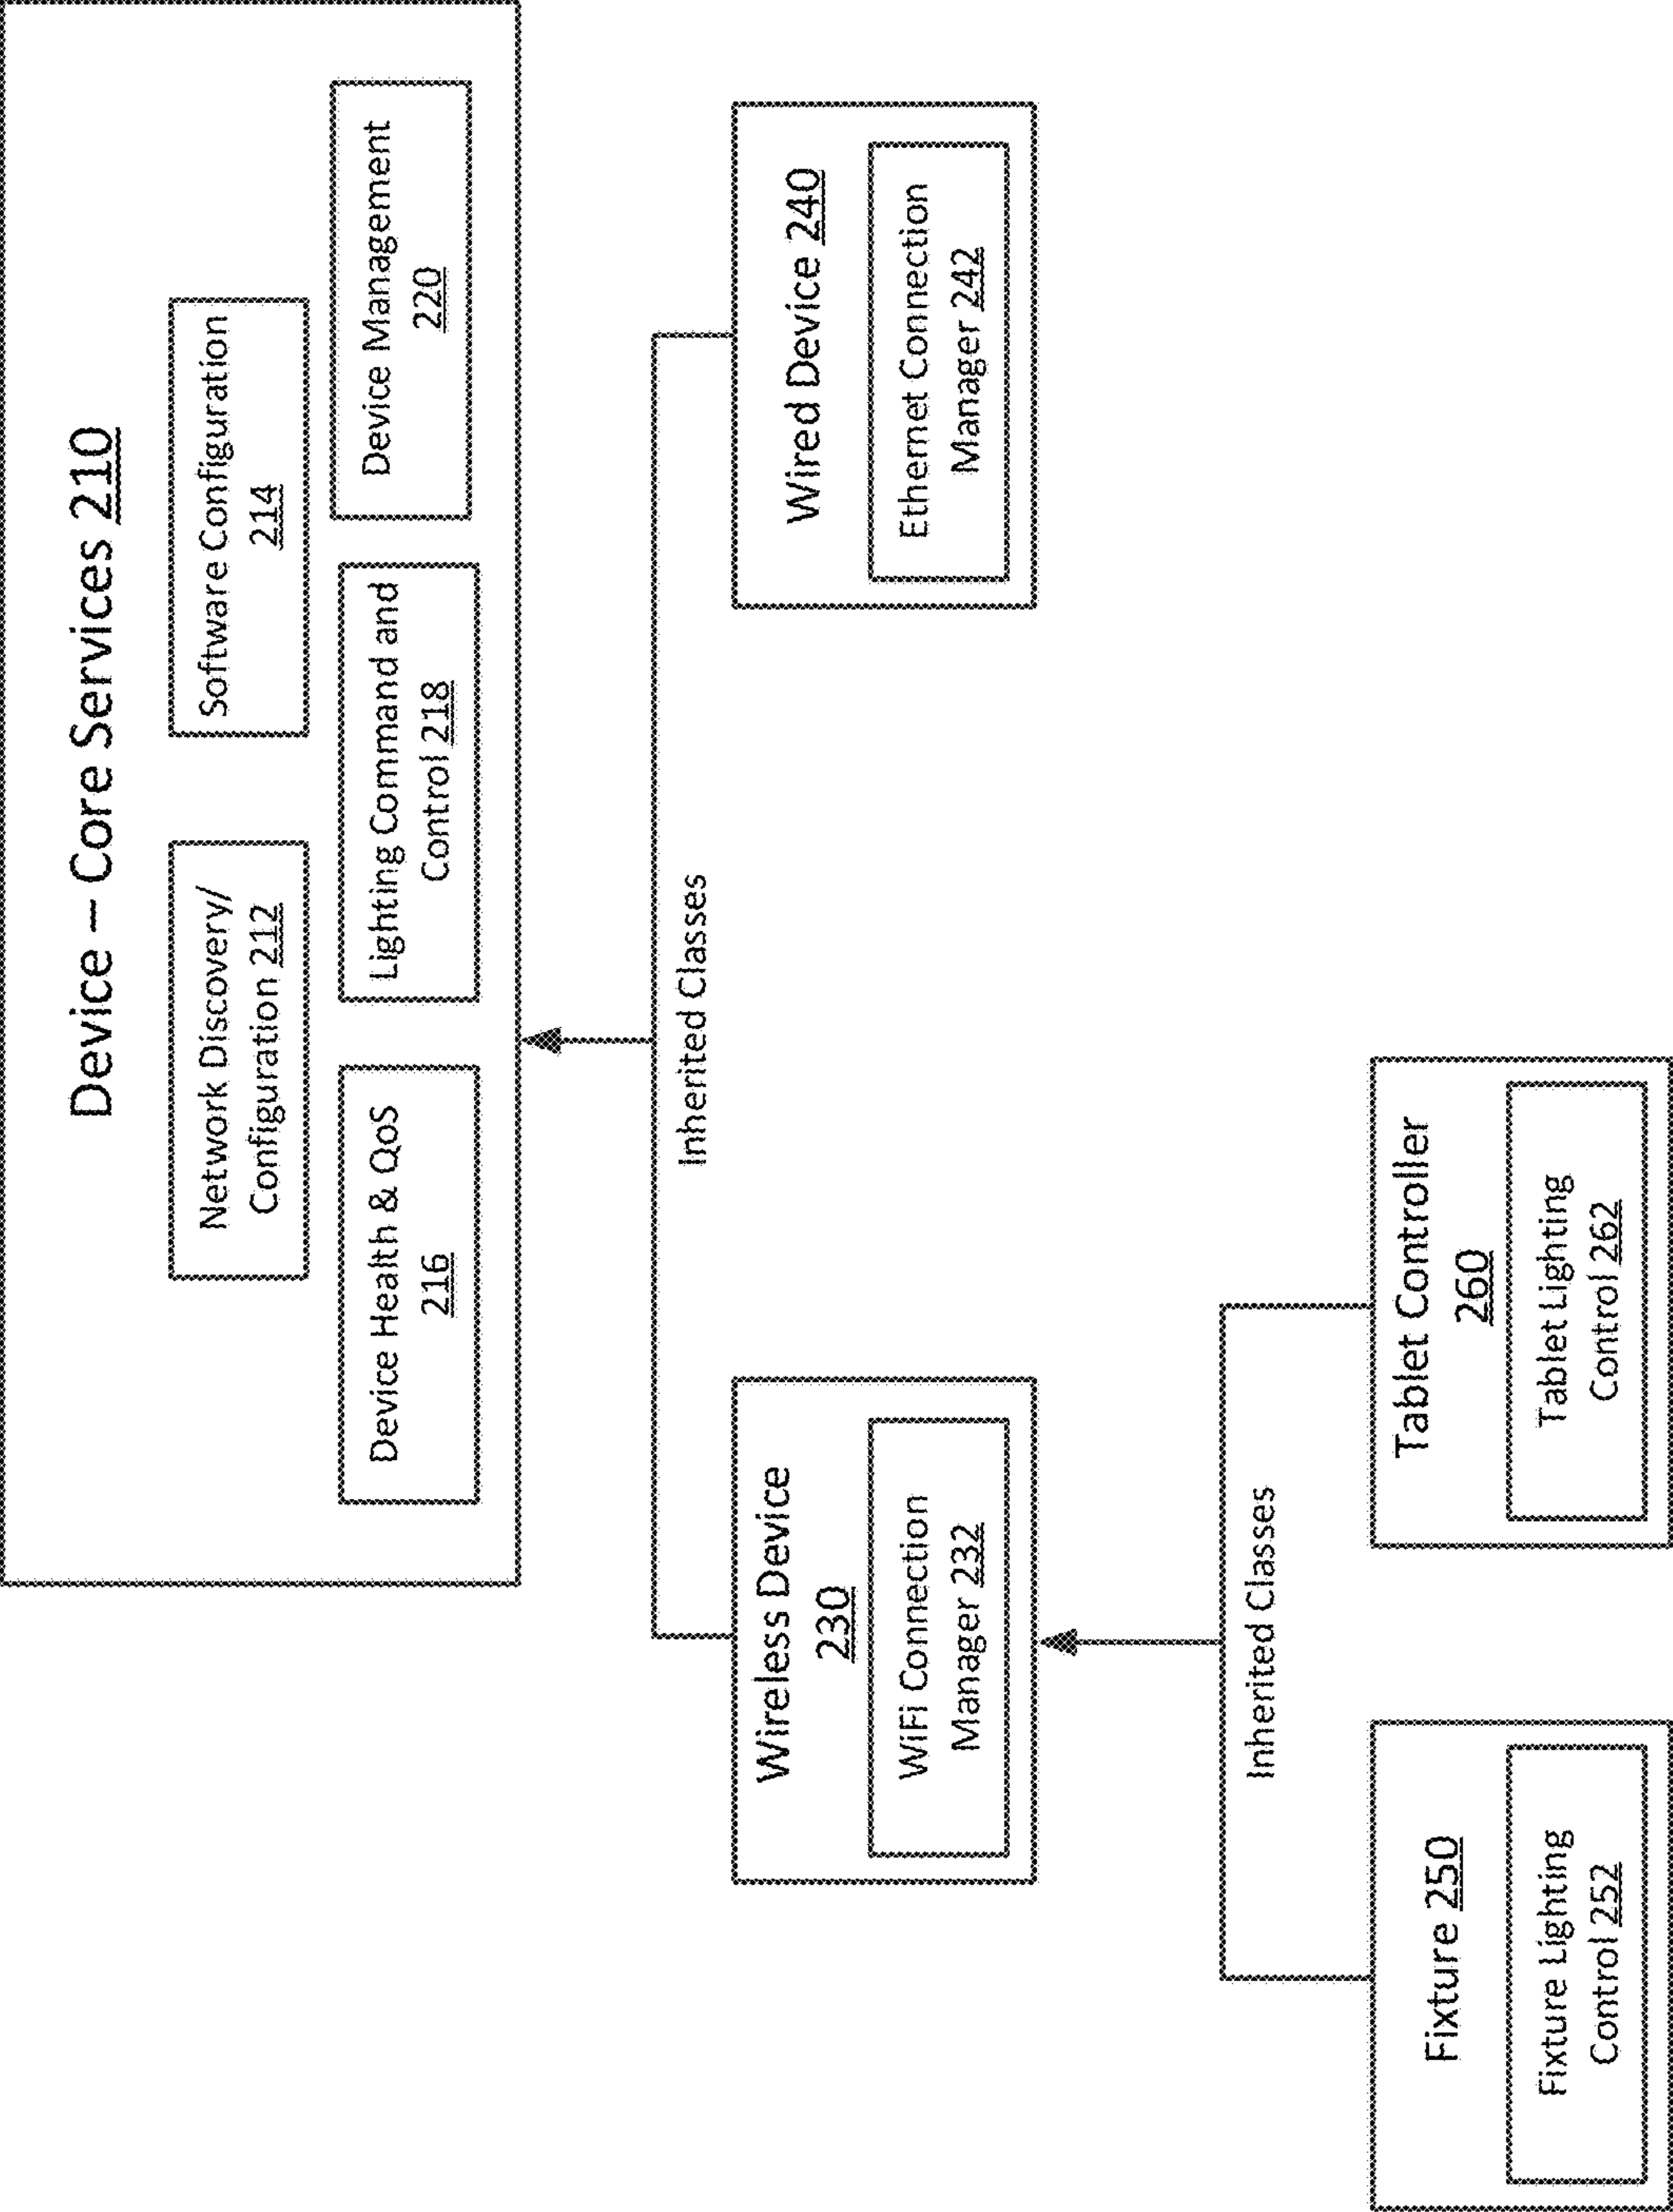 Device – Core Services 210
Network Discovery/
Configuration 212
Software Configuration
214
Device Health & QoS
216
Lighting Command and
Control 218
Device Management
220
Inherited Classes
Wireless Device
230
WiFi Connection
Manager 232
Wired Device 240
Ethernet Connection
Manager 242
Inherited Classes
Fixture 250
Fixture Lighting
Control 252
Tablet Controller
260
Tablet Lighting
Control 262